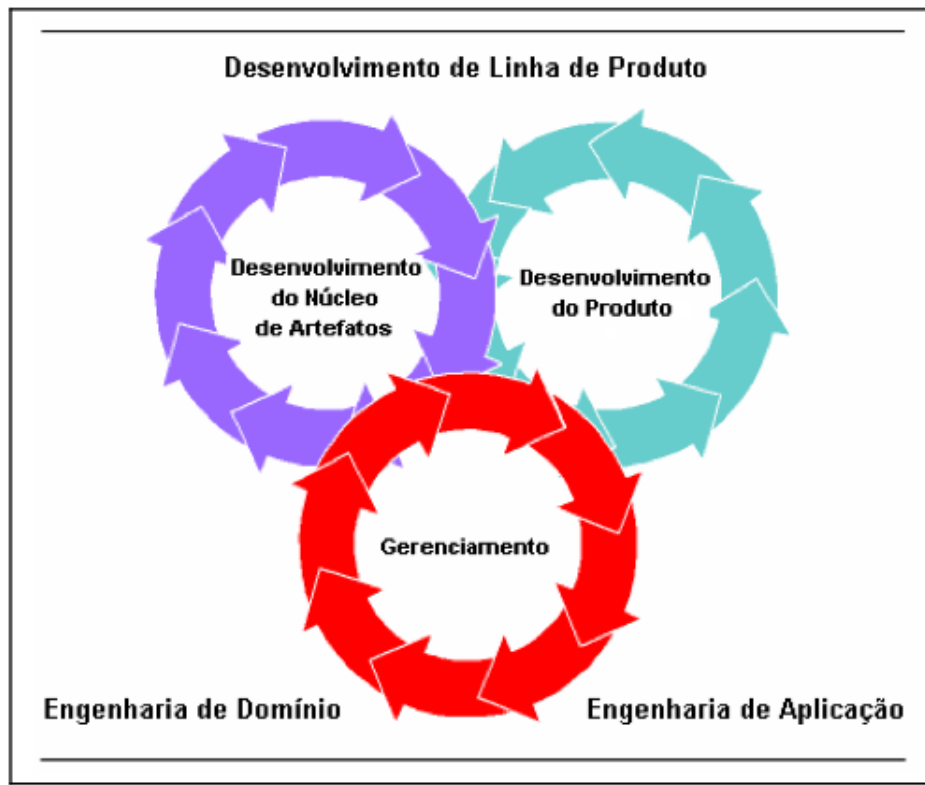 Desenvolvimento de Linha de Produto
Desenvolvimento
do Núcleo
de Artefatos
Desenvolvimento
do Produto
Gerenciamento
Engenharia de Domínio
Engenharia de Aplicação